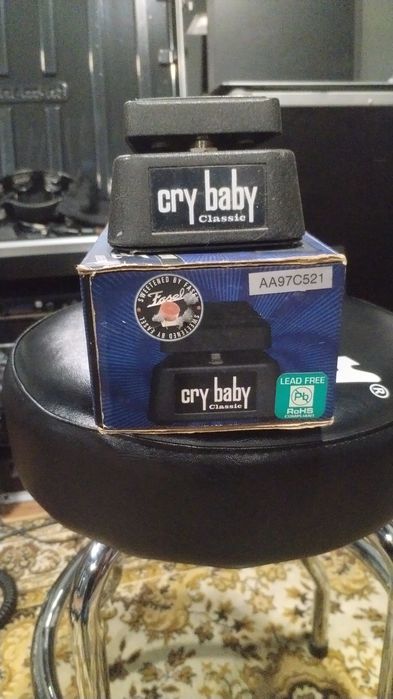 cry baby
Classic
SWEETENED BY FASEL
Fasel
SWEETENED BY FASEL
AA97C521
cry baby
Classic
LEAD FREE
Pb
RoHS
COMPLIANT
®